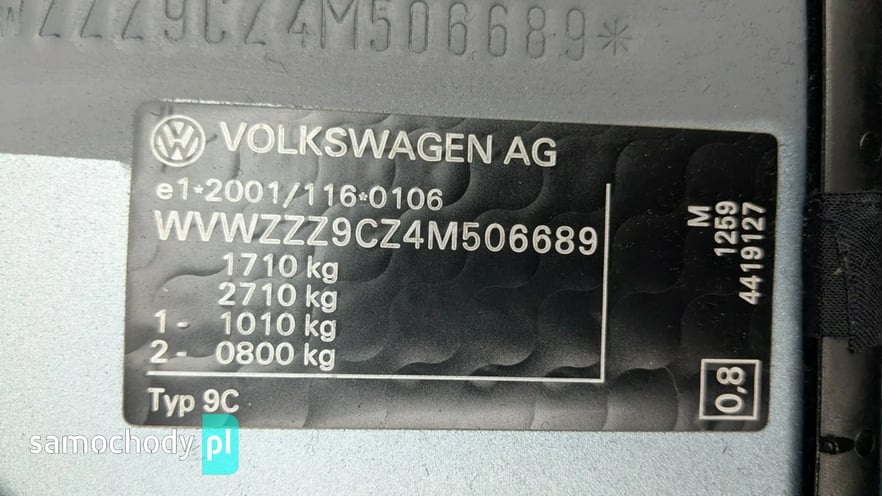 WZZZ9CZ4M506689*
VOLKSWAGEN AG
e1*2001/116*0106
WVWZZZ9CZ4M506689
1710 kg
2710 kg
1- 1010 kg
2- 0800 kg
Typ 9C
M
1259
4419127
0,8
samochody pl